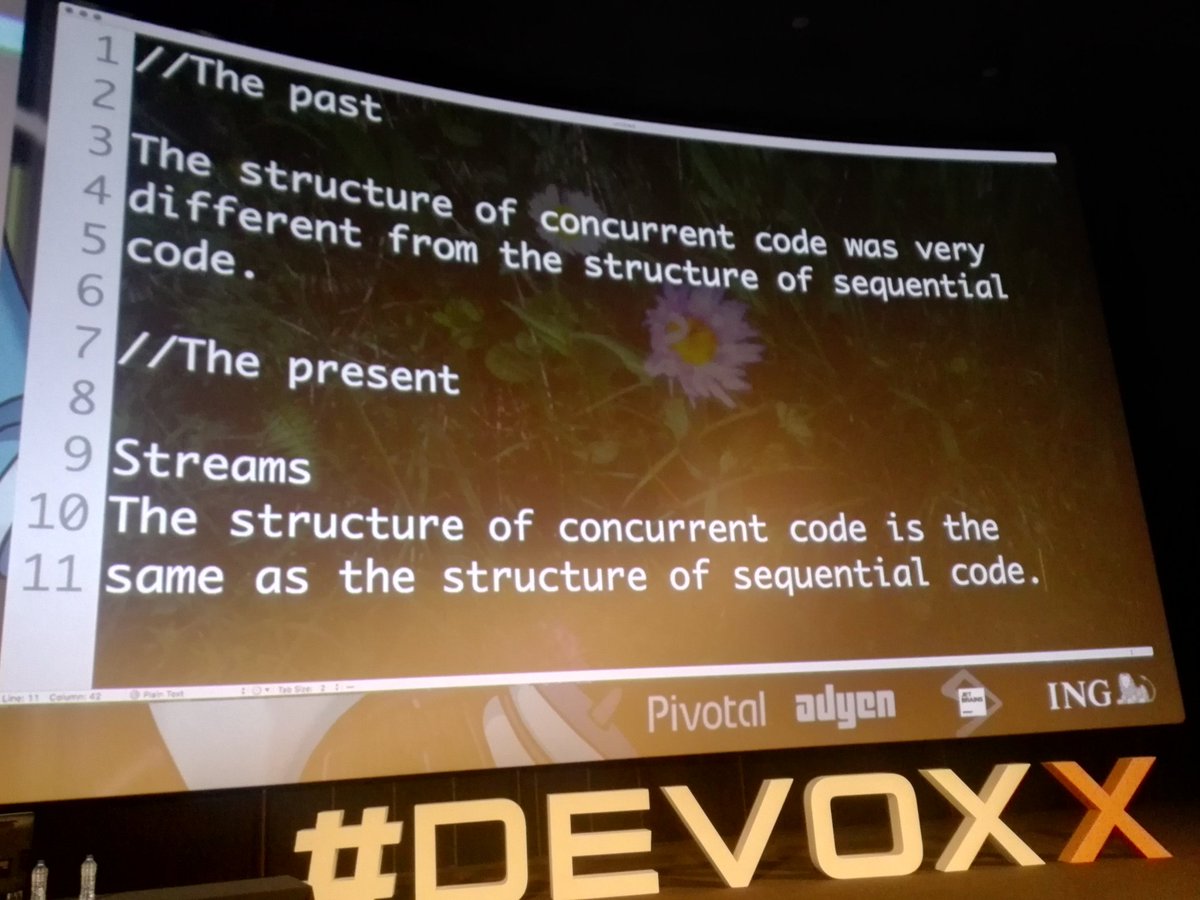 1 //The past
2
3 The structure of concurrent code was very
4 different from the structure of sequential
5 code.
6
7 //The present
8
9 Streams
10 The structure of concurrent code is the
11 same as the structure of sequential code.
Line: 11 Column: 42 Plain Text Tab Size: 2
Pivotal adyen JET BRAINS ING
#DEVOXX